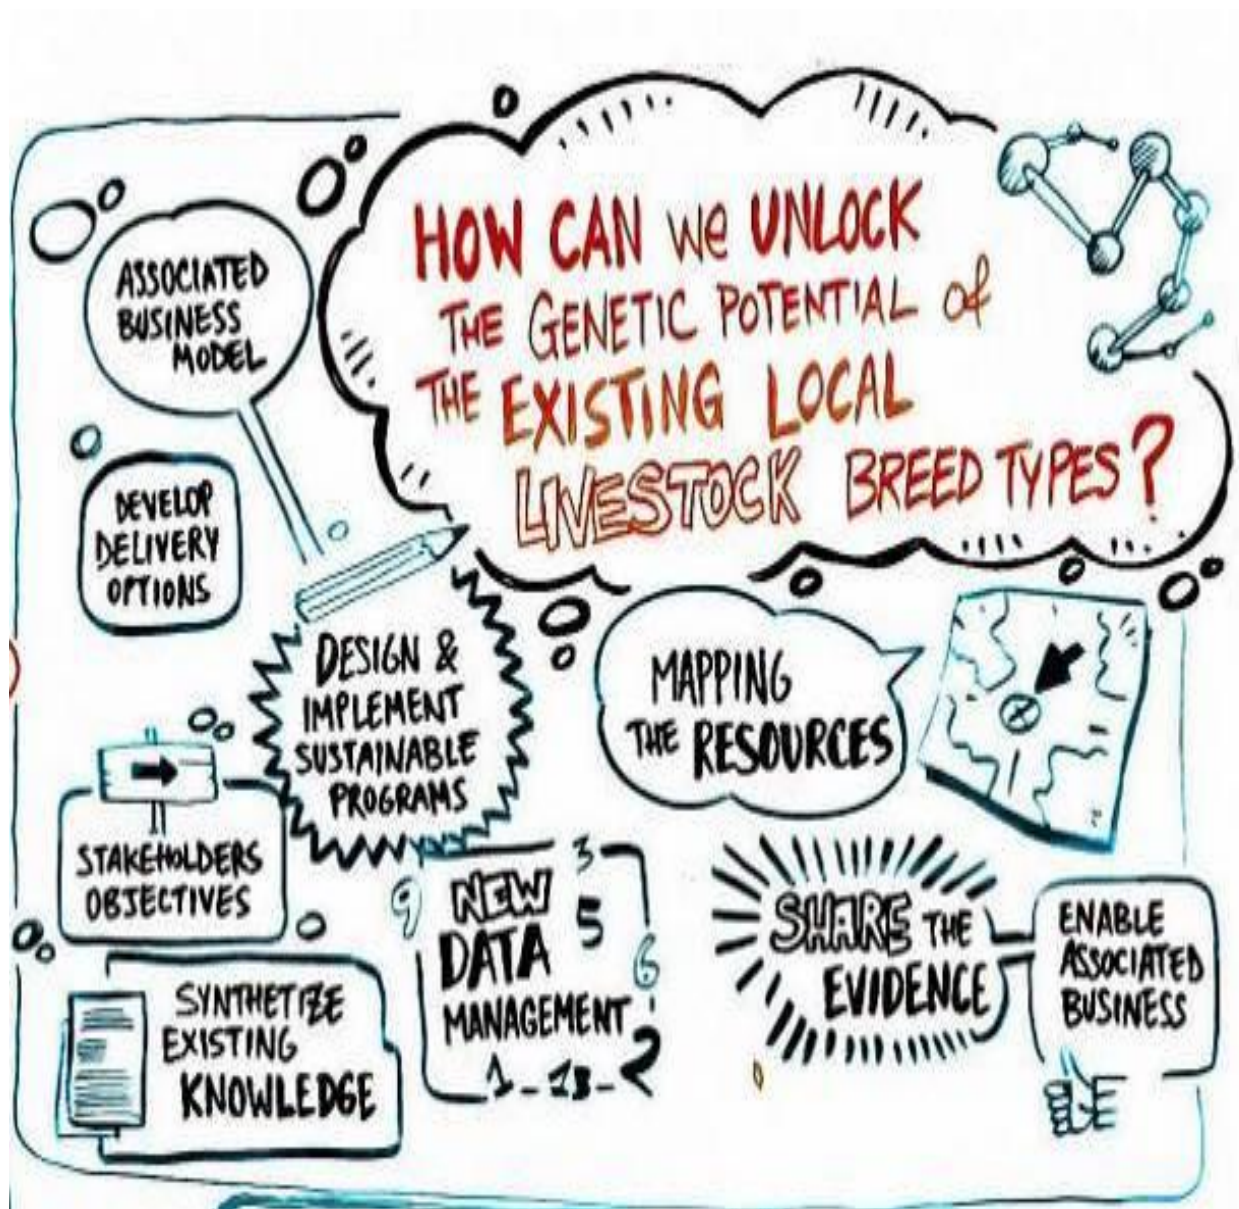 HOW CAN we UNLOCK
THE GENETIC POTENTIAL of
THE EXISTING LOCAL
LIVESTOCK BREED TYPES?
ASSOCIATED
BUSINESS
MODEL
DEVELOP
DELIVERY
OPTIONS
DESIGN &
IMPLEMENT
SUSTAINABLE
PROGRAMS
MAPPING
THE RESOURCES
STAKEHOLDERS
OBJECTIVES
NEW
DATA
MANAGEMENT
3
5
9
6
1 - 13 - 2
SHARE THE
EVIDENCE
ENABLE
ASSOCIATED
BUSINESS
SYNTHETIZE
EXISTING
KNOWLEDGE